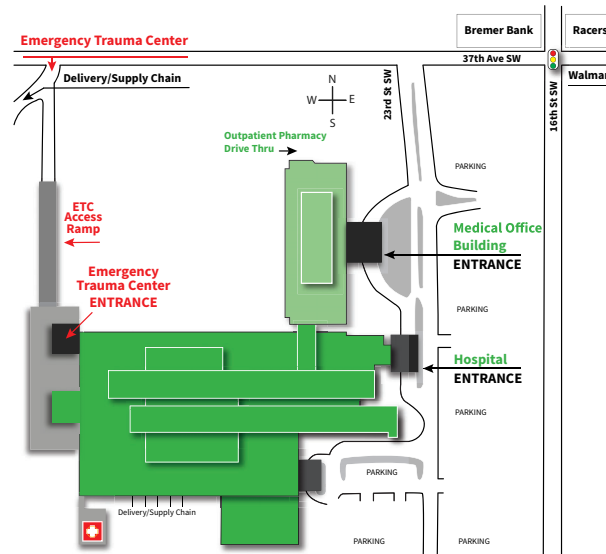 Bremer Bank
Racers
Emergency Trauma Center
37th Ave SW
Walmar
Delivery/Supply Chain
N
W E
S
23rd St SW
16th St SW
Outpatient Pharmacy
Drive Thru
PARKING
ETC
Access
Ramp
Medical Office
Building
ENTRANCE
Emergency
Trauma Center
ENTRANCE
PARKING
Hospital
ENTRANCE
PARKING
PARKING
Delivery/Supply Chain
PARKING
PARKING